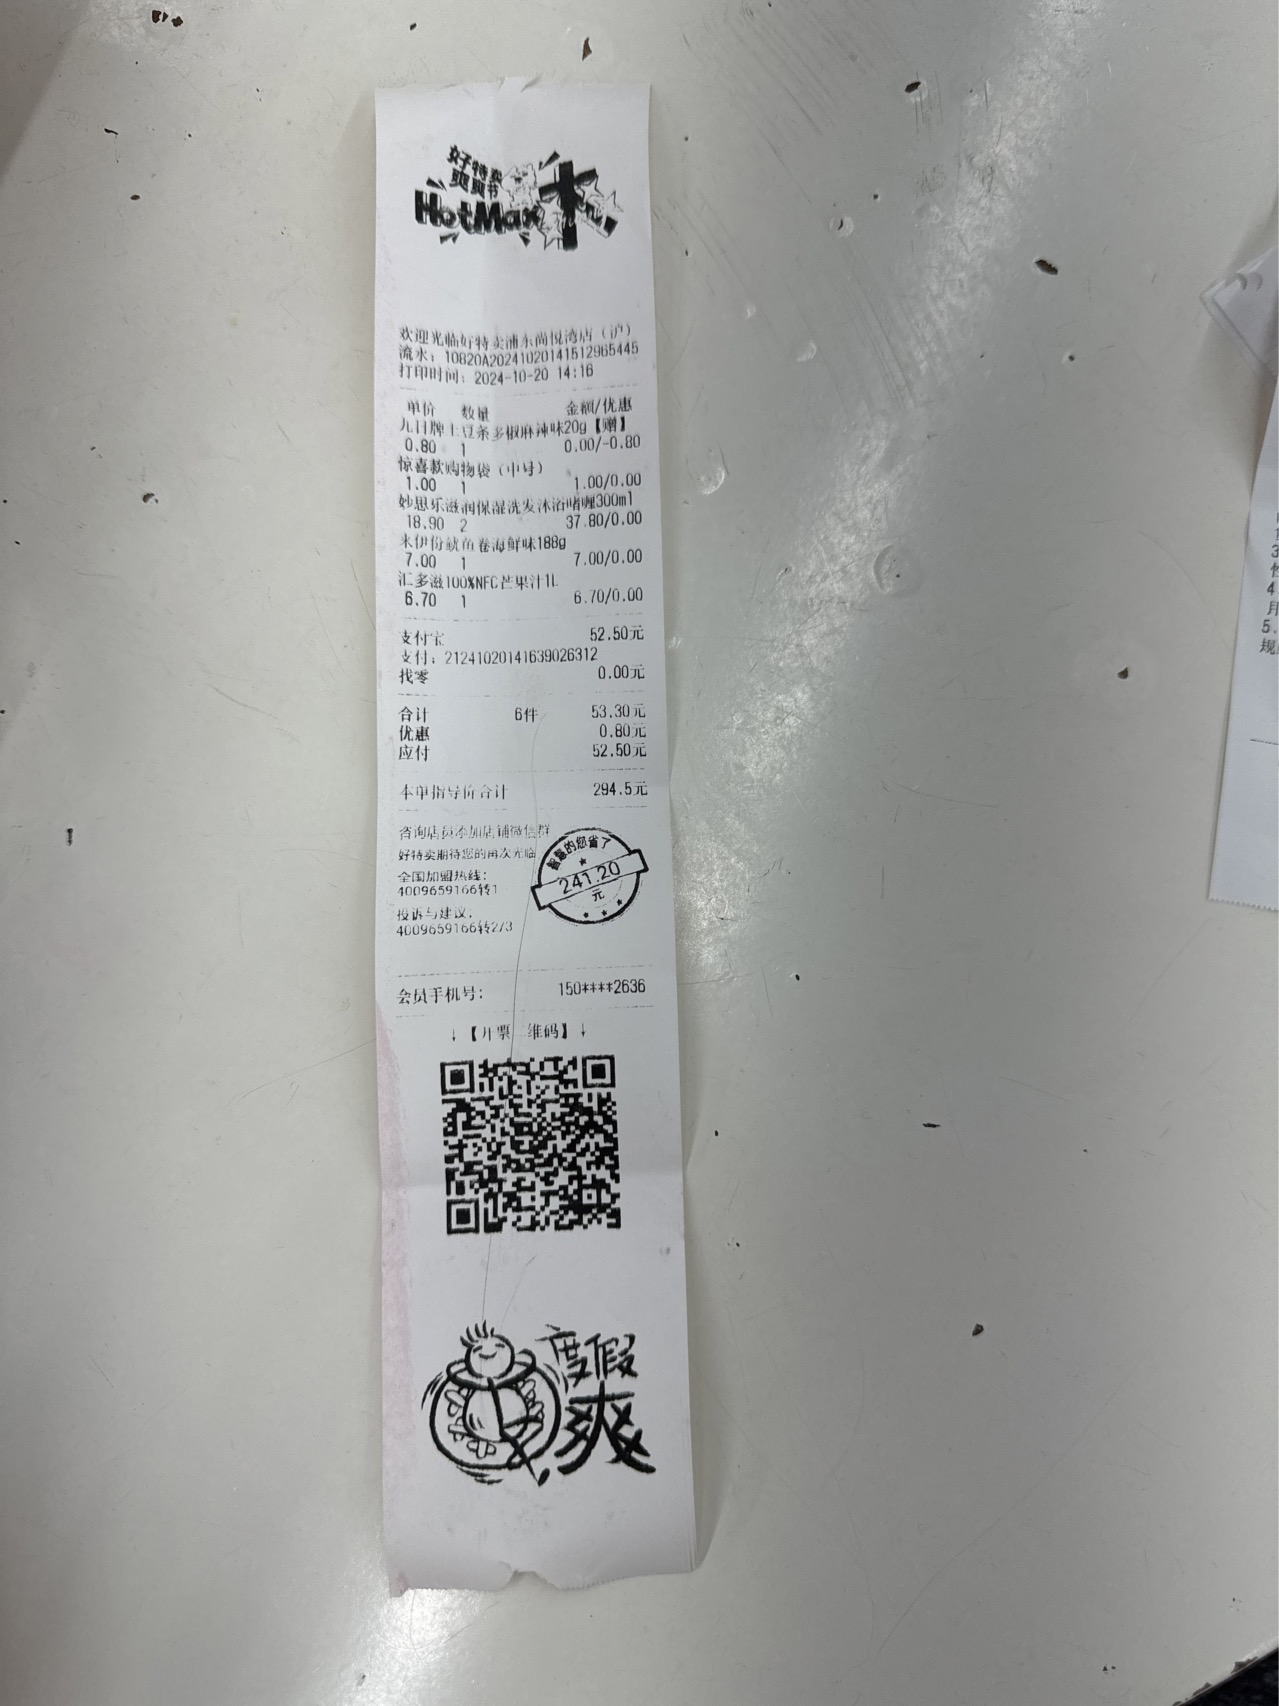 好特卖
爽爽节
HotMax
欢迎光临好特卖浦东尚悦湾店（沪）
流水：10820A20241020141512965445
打印时间：2024-10-20 14:16
单价 数量 金额/优惠
九日牌土豆条多椒麻辣味20g【赠】
0.80 1 0.00/-0.80
惊喜款购物袋（中号）
1.00 1 1.00/0.00
妙思乐滋润保湿洗发沐浴啫喱300ml
18.90 2 37.80/0.00
来伊份鱿鱼卷海鲜味188g
7.00 1 7.00/0.00
汇多滋100%NFC芒果汁1L
6.70 1 6.70/0.00
支付宝 52.50元
支付：21241020141639026312
找零 0.00元
合计 6件 53.30元
优惠 0.80元
应付 52.50元
本单指导价合计 294.5元
咨询店员添加店铺微信群
好特卖期待您的再次光临
全国加盟热线：
4009659166转1
投诉与建议：
4009659166转2/3
智慧的您省了
241.20
元
会员手机号： 150****2636
↓【开票二维码】↓
度假
爽
3
4
月
5.
规